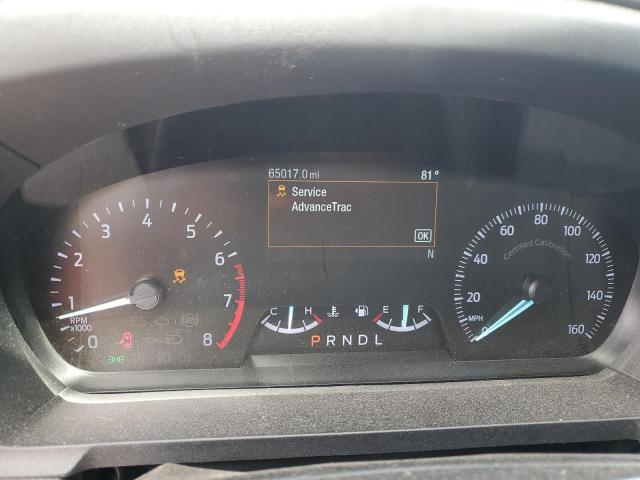 65017.0 mi 81°
Service
AdvanceTrac
OK
N
0 1 2 3 4 5 6 7 8
RPM
x1000
C H
E F
P R N D L
0 20 40 60 80 100 120 140 160
MPH
Certified Calibration